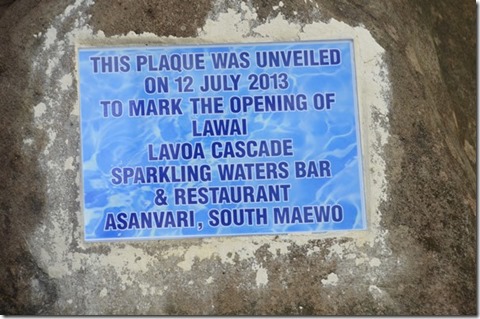 THIS PLAQUE WAS UNVEILED
ON 12 JULY 2013
TO MARK THE OPENING OF
LAWAI
LAVOA CASCADE
SPARKLING WATERS BAR
& RESTAURANT
ASANVARI, SOUTH MAEWO